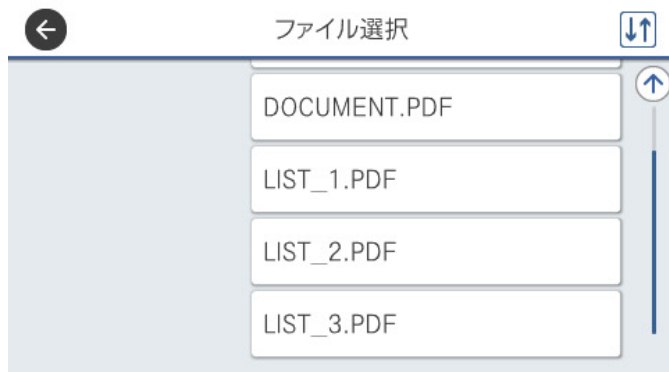 ファイル選択
DOCUMENT.PDF
LIST_1.PDF
LIST_2.PDF
LIST_3.PDF